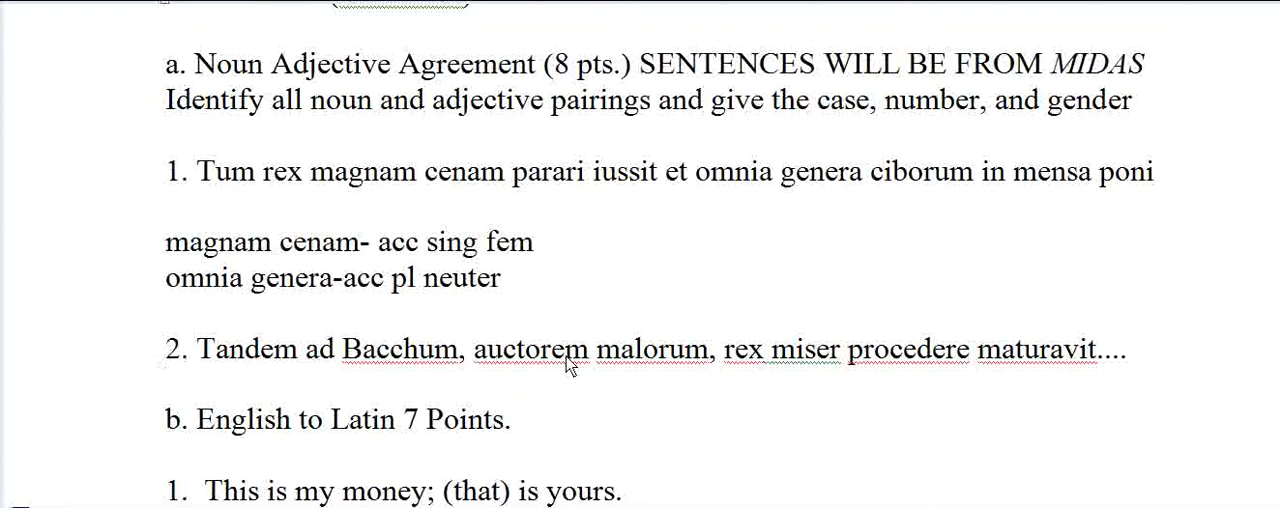 a. Noun Adjective Agreement (8 pts.) SENTENCES WILL BE FROM MIDAS
Identify all noun and adjective pairings and give the case, number, and gender
1. Tum rex magnam cenam parari iussit et omnia genera ciborum in mensa poni
magnam cenam- acc sing fem
omnia genera-acc pl neuter
2. Tandem ad Bacchum, auctorem malorum, rex miser procedere maturavit....
b. English to Latin 7 Points.
1. This is my money; (that) is yours.